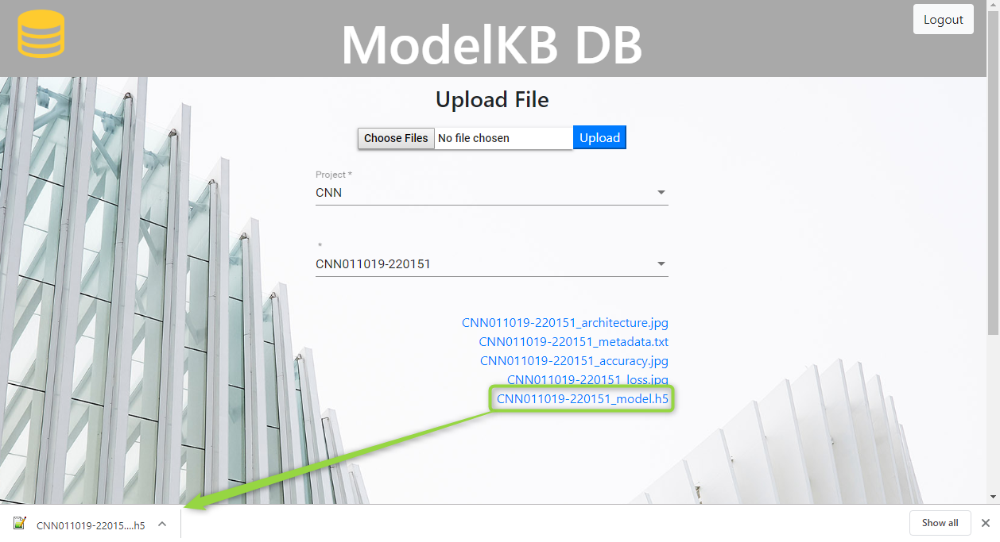 Logout
ModelKB DB
Upload File
Choose Files No file chosen Upload
Project *
CNN
*
CNN011019-220151
CNN011019-220151_architecture.jpg
CNN011019-220151_metadata.txt
CNN011019-220151_accuracy.jpg
CNN011019-220151_loss.jpg
CNN011019-220151_model.h5
CNN011019-22015....h5
Show all